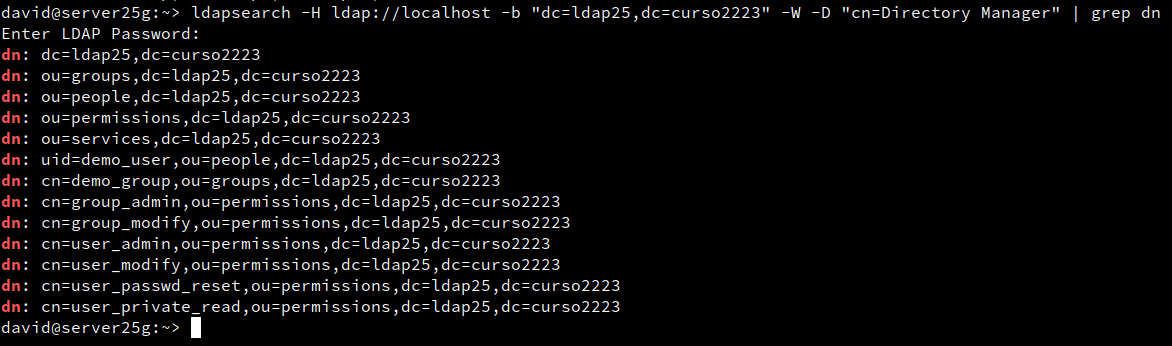 david@server25g:~> ldapsearch -H ldap://localhost -b "dc=ldap25,dc=curso2223" -W -D "cn=Directory Manager" | grep dn
Enter LDAP Password:
dn: dc=ldap25,dc=curso2223
dn: ou=groups,dc=ldap25,dc=curso2223
dn: ou=people,dc=ldap25,dc=curso2223
dn: ou=permissions,dc=ldap25,dc=curso2223
dn: ou=services,dc=ldap25,dc=curso2223
dn: uid=demo_user,ou=people,dc=ldap25,dc=curso2223
dn: cn=demo_group,ou=groups,dc=ldap25,dc=curso2223
dn: cn=group_admin,ou=permissions,dc=ldap25,dc=curso2223
dn: cn=group_modify,ou=permissions,dc=ldap25,dc=curso2223
dn: cn=user_admin,ou=permissions,dc=ldap25,dc=curso2223
dn: cn=user_modify,ou=permissions,dc=ldap25,dc=curso2223
dn: cn=user_passwd_reset,ou=permissions,dc=ldap25,dc=curso2223
dn: cn=user_private_read,ou=permissions,dc=ldap25,dc=curso2223
david@server25g:~>